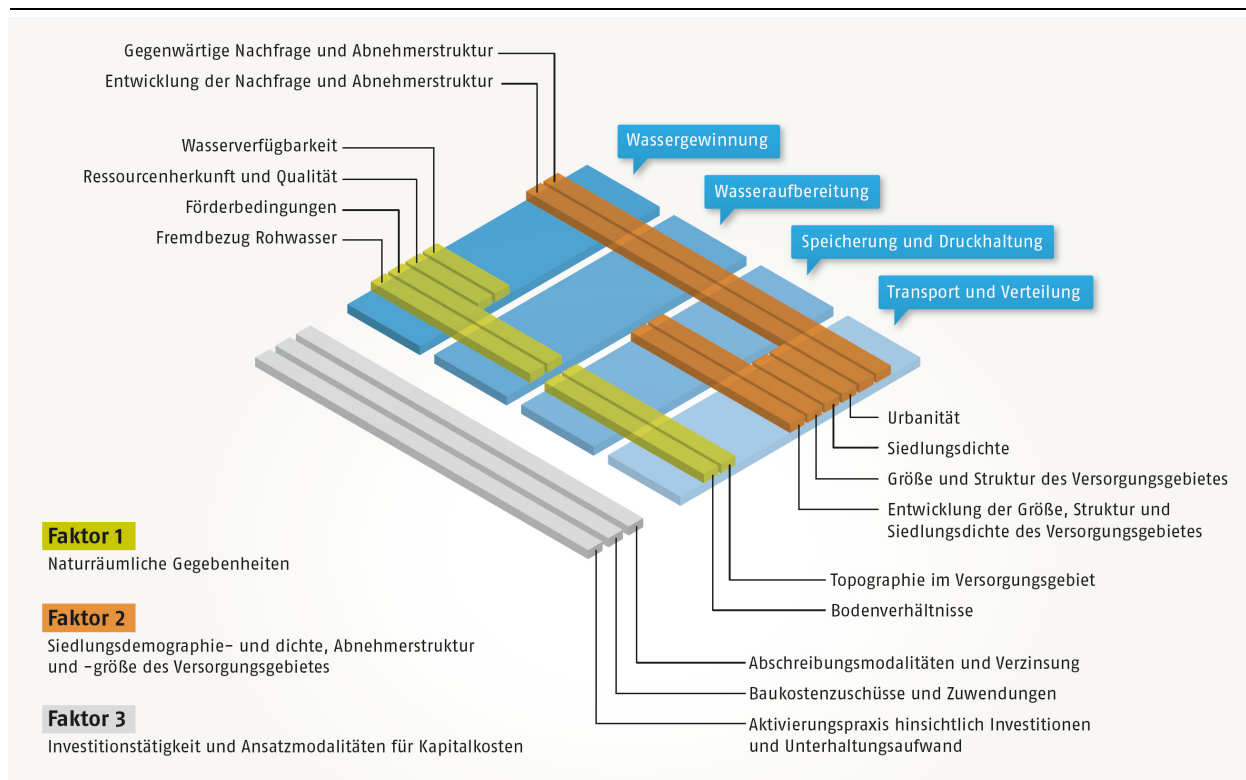 Gegenwärtige Nachfrage und Abnehmerstruktur
Entwicklung der Nachfrage und Abnehmerstruktur
Wasserverfügbarkeit
Ressourcenherkunft und Qualität
Förderbedingungen
Fremdbezug Rohwasser
Wassergewinnung
Wasseraufbereitung
Speicherung und Druckhaltung
Transport und Verteilung
Urbanität
Siedlungsdichte
Größe und Struktur des Versorgungsgebietes
Entwicklung der Größe, Struktur und
Siedlungsdichte des Versorgungsgebietes
Topographie im Versorgungsgebiet
Bodenverhältnisse
Abschreibungsmodalitäten und Verzinsung
Baukostenzuschüsse und Zuwendungen
Aktivierungspraxis hinsichtlich Investitionen
und Unterhaltungsaufwand
Faktor 1
Naturräumliche Gegebenheiten
Faktor 2
Siedlungsdemographie- und dichte, Abnehmerstruktur
und -größe des Versorgungsgebietes
Faktor 3
Investitionstätigkeit und Ansatzmodalitäten für Kapitalkosten